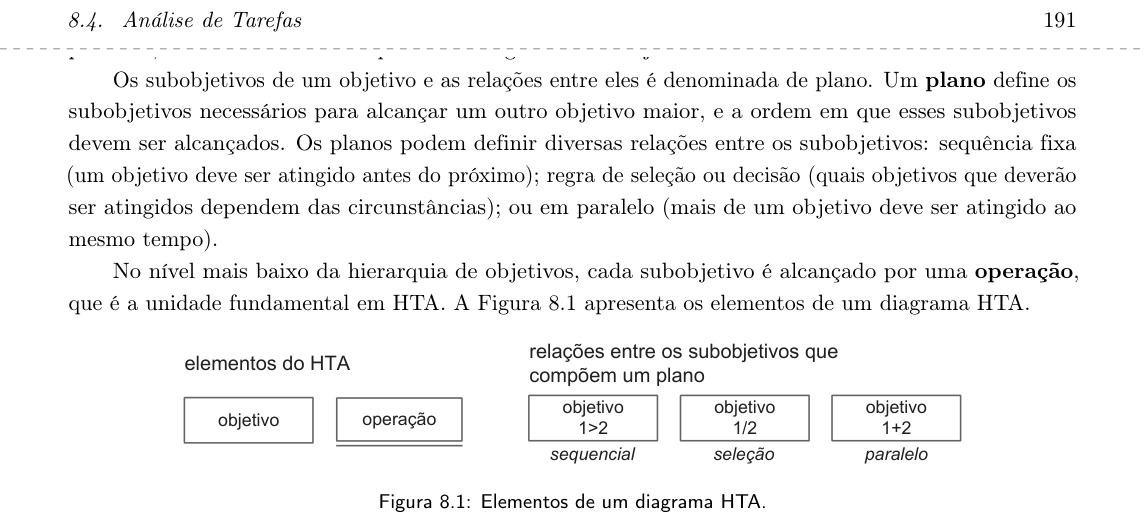 8.4. Análise de Tarefas 191
Os subobjetivos de um objetivo e as relações entre eles é denominada de plano. Um plano define os
subobjetivos necessários para alcançar um outro objetivo maior, e a ordem em que esses subobjetivos
devem ser alcançados. Os planos podem definir diversas relações entre os subobjetivos: sequência fixa
(um objetivo deve ser atingido antes do próximo); regra de seleção ou decisão (quais objetivos que deverão
ser atingidos dependem das circunstâncias); ou em paralelo (mais de um objetivo deve ser atingido ao
mesmo tempo).
No nível mais baixo da hierarquia de objetivos, cada subobjetivo é alcançado por uma operação,
que é a unidade fundamental em HTA. A Figura 8.1 apresenta os elementos de um diagrama HTA.
elementos do HTA
objetivo
operação
relações entre os subobjetivos que
compõem um plano
objetivo
1>2
sequencial
objetivo
1/2
seleção
objetivo
1+2
paralelo
Figura 8.1: Elementos de um diagrama HTA.